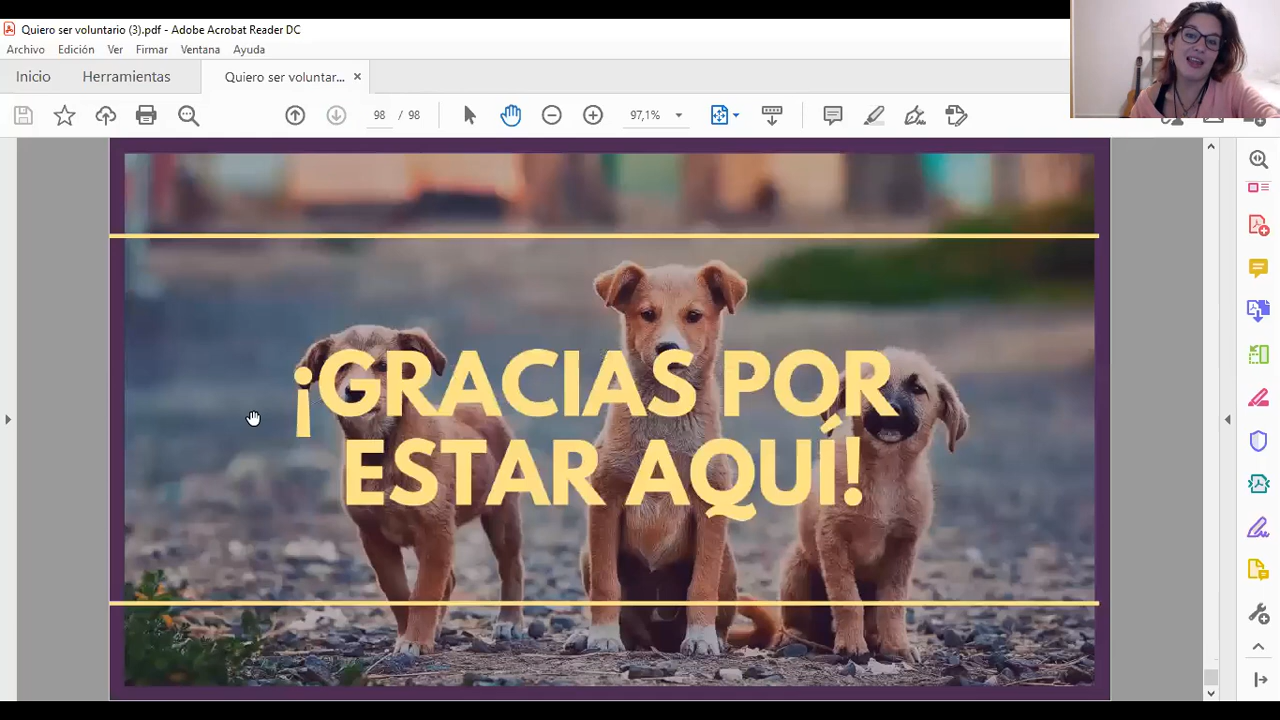 Quiero ser voluntario (3).pdf - Adobe Acrobat Reader DC
Archivo Edición Ver Firmar Ventana Ayuda
Inicio Herramientas Quiero ser voluntar... ×
98 / 98 97,1%
¡GRACIAS POR
ESTAR AQUÍ!